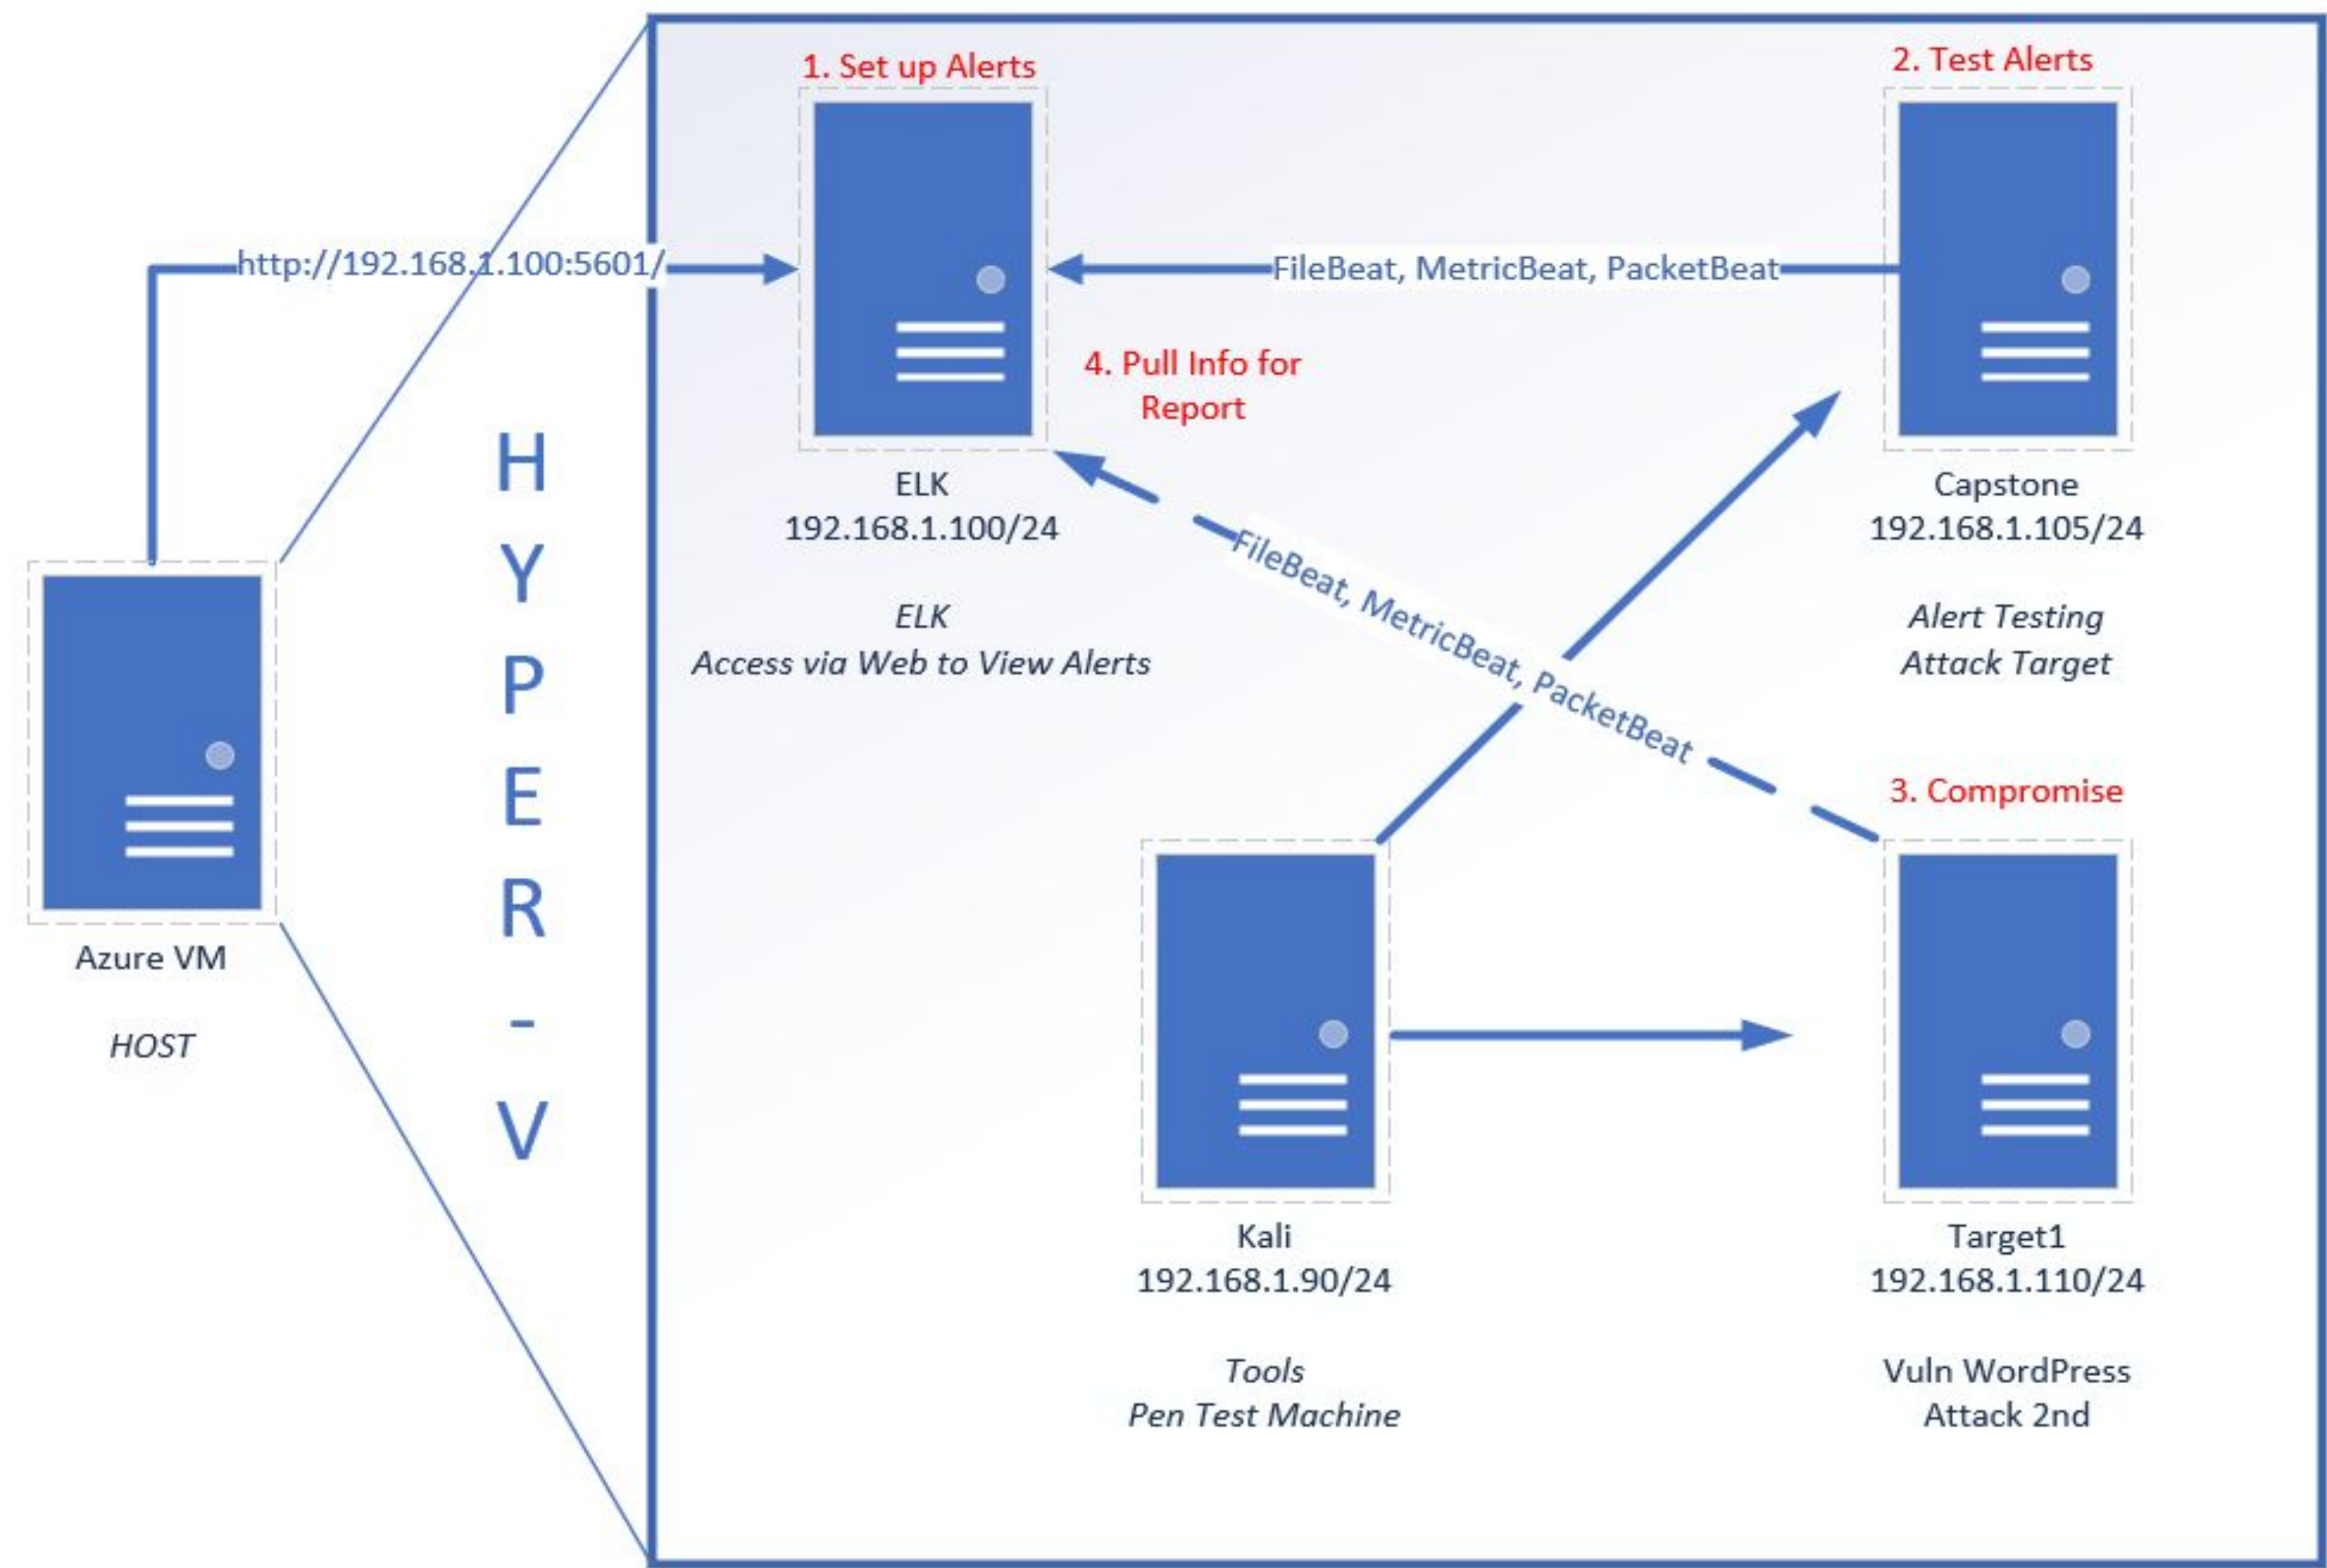 1. Set up Alerts
2. Test Alerts
http://192.168.1.100:5601/
FileBeat, MetricBeat, PacketBeat
4. Pull Info for
Report
H
Y
P
E
R
-
V
ELK
192.168.1.100/24
ELK
Access via Web to View Alerts
Capstone
192.168.1.105/24
Alert Testing
Attack Target
FileBeat, MetricBeat, PacketBeat
3. Compromise
Azure VM
HOST
Kali
192.168.1.90/24
Tools
Pen Test Machine
Target1
192.168.1.110/24
Vuln WordPress
Attack 2nd